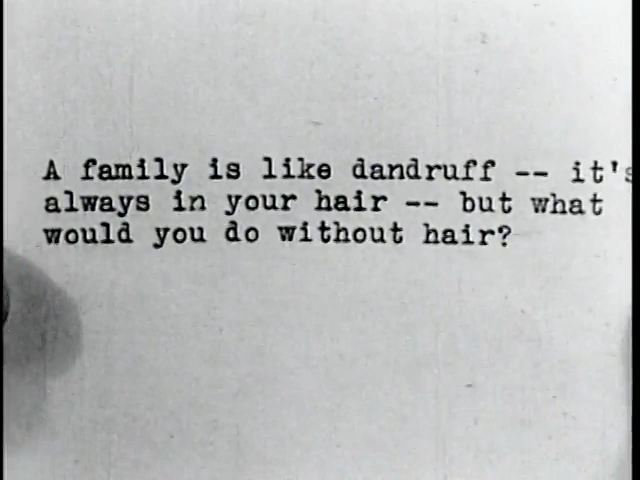 A family is like dandruff -- it's
always in your hair -- but what
would you do without hair?